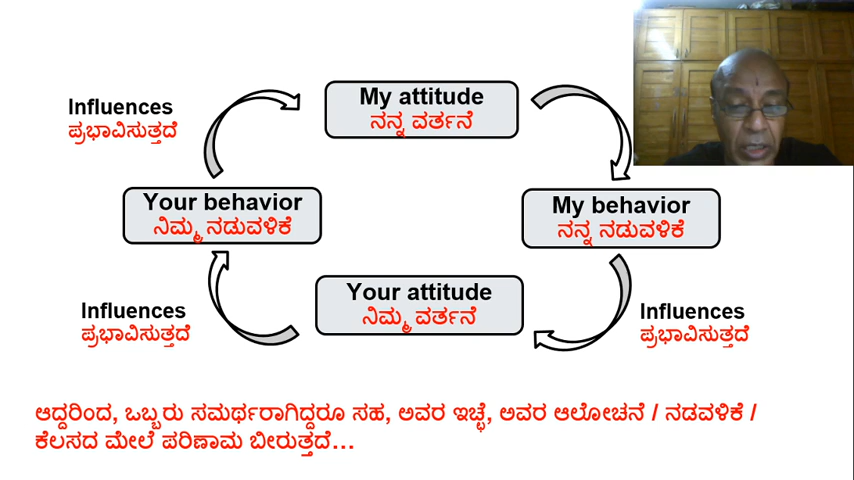 My attitude
ನನ್ನ ವರ್ತನೆ
Influences
ಪ್ರಭಾವಿಸುತ್ತದೆ
Your behavior
ನಿಮ್ಮ ನಡುವಳಿಕೆ
My behavior
ನನ್ನ ನಡುವಳಿಕೆ
Your attitude
ನಿಮ್ಮ ವರ್ತನೆ
Influences
ಪ್ರಭಾವಿಸುತ್ತದೆ
Influences
ಪ್ರಭಾವಿಸುತ್ತದೆ
ಆದ್ದರಿಂದ, ಒಬ್ಬರು ಸಮರ್ಥರಾಗಿದ್ದರೂ ಸಹ, ಅವರ ಇಚ್ಛೆ, ಅವರ ಆಲೋಚನೆ / ನಡವಳಿಕೆ /
ಕೆಲಸದ ಮೇಲೆ ಪರಿಣಾಮ ಬೀರುತ್ತದೆ...